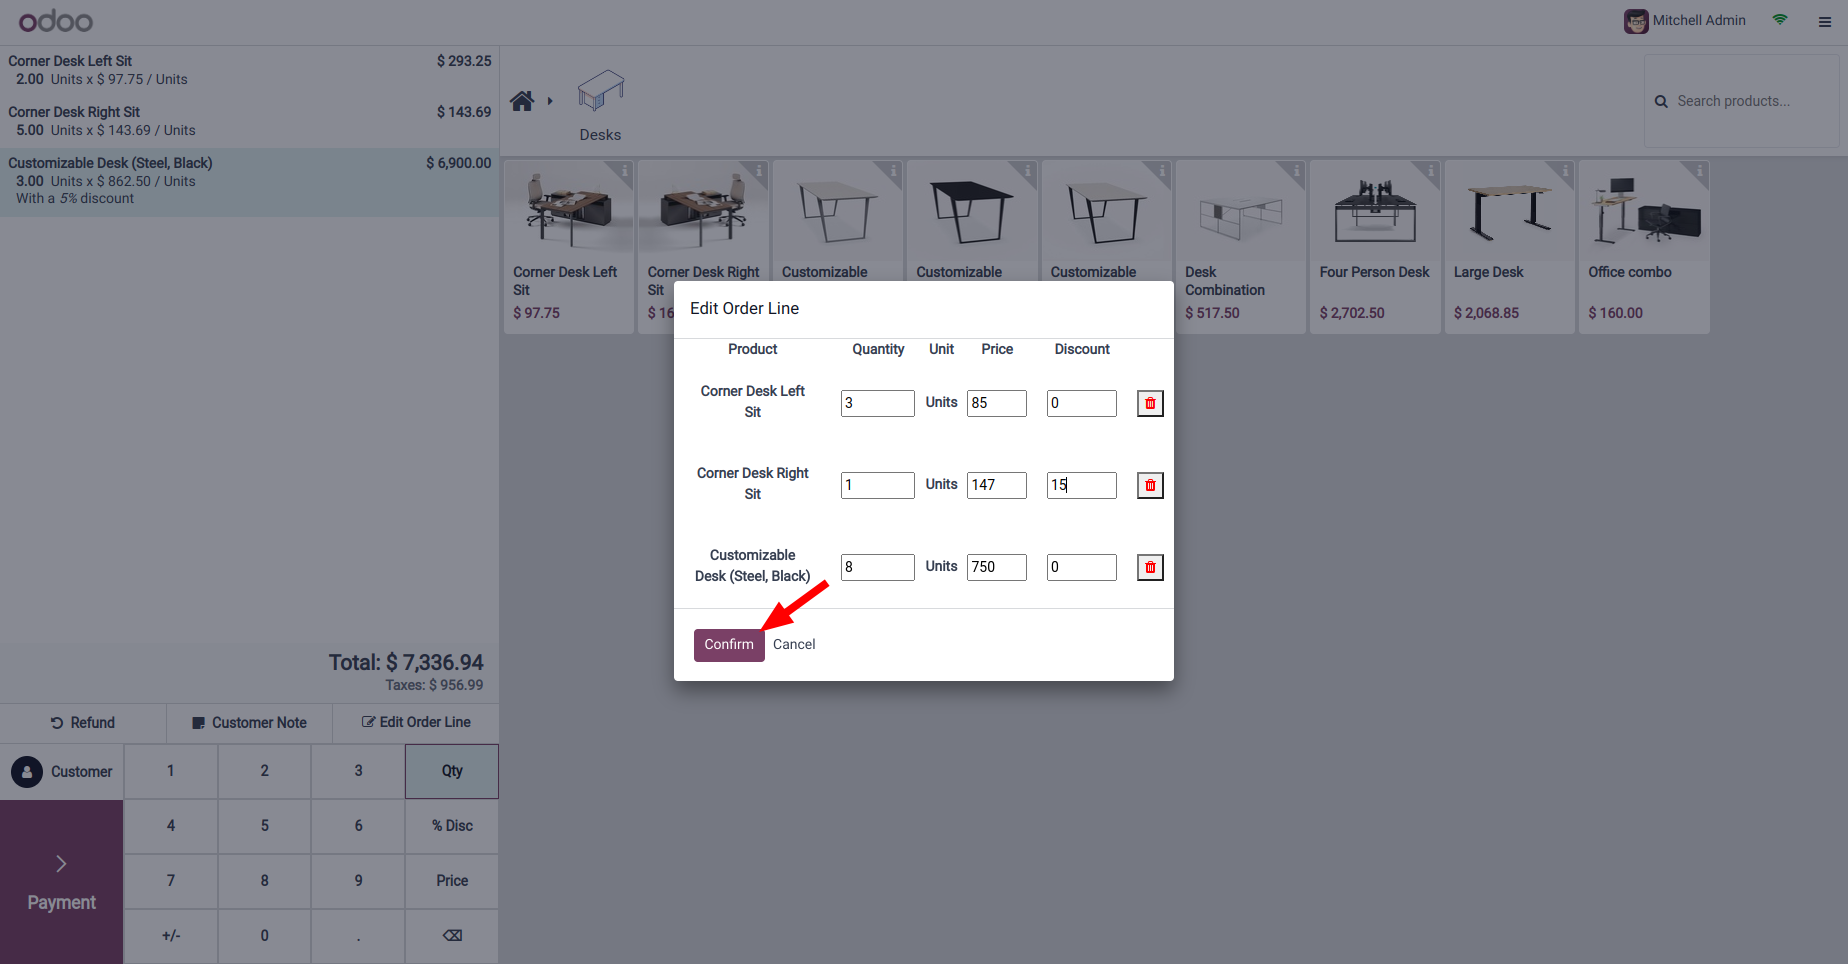 odoo
Mitchell Admin
Corner Desk Left Sit $ 293.25
2.00 Units x $ 97.75 / Units
Corner Desk Right Sit $ 143.69
5.00 Units x $ 143.69 / Units
Customizable Desk (Steel, Black) $ 6,900.00
3.00 Units x $ 862.50 / Units
With a 5% discount
Desks
Search products...
Corner Desk Left
Sit
$ 97.75
Corner Desk Right
Sit
$ 16
Customizable
Customizable
Customizable
Desk
Combination
$ 517.50
Four Person Desk
$ 2,702.50
Large Desk
$ 2,068.85
Office combo
$ 160.00
Edit Order Line
Product Quantity Unit Price Discount
Corner Desk Left
Sit
3 Units 85 0
Corner Desk Right
Sit
1 Units 147 15
Customizable
Desk (Steel, Black)
8 Units 750 0
Confirm Cancel
Total: $ 7,336.94
Taxes: $ 956.99
Refund Customer Note Edit Order Line
Customer 1 2 3 Qty
4 5 6 % Disc
7 8 9 Price
Payment
+/- 0 .